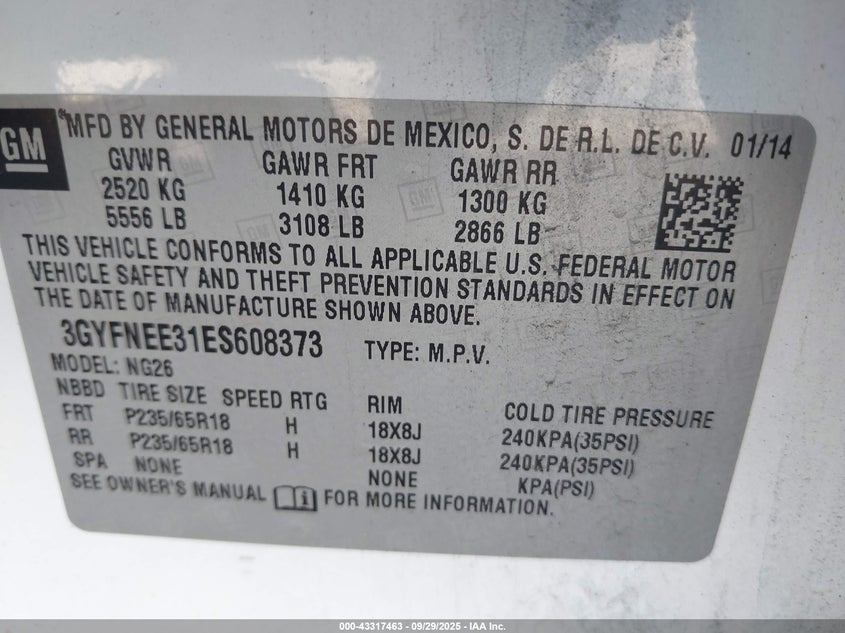 GM
MFD BY GENERAL MOTORS DE MEXICO, S. DE R.L. DE C.V. 01/14
GVWR GAWR FRT GAWR RR
2520 KG 1410 KG 1300 KG
5556 LB 3108 LB 2866 LB
THIS VEHICLE CONFORMS TO ALL APPLICABLE U.S. FEDERAL MOTOR
VEHICLE SAFETY AND THEFT PREVENTION STANDARDS IN EFFECT ON
THE DATE OF MANUFACTURE SHOWN ABOVE.
3GYFNEE31ES608373 TYPE: M.P.V.
MODEL: NG26
NBBD TIRE SIZE SPEED RTG RIM COLD TIRE PRESSURE
FRT P235/65R18 H 18X8J 240KPA(35PSI)
RR P235/65R18 H 18X8J 240KPA(35PSI)
SPA NONE NONE KPA(PSI)
SEE OWNER'S MANUAL i FOR MORE INFORMATION.
000-43317463 - 09/29/2025 - IAA Inc.